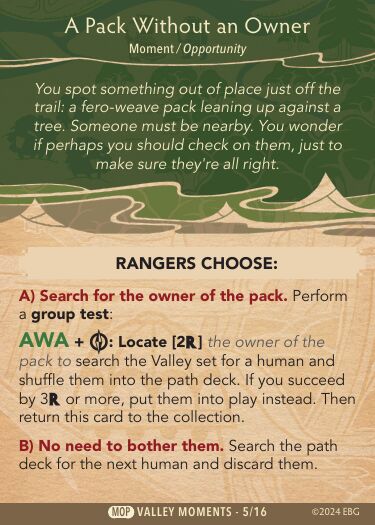 A Pack Without an Owner
Moment / Opportunity
You spot something out of place just off the
trail: a fero-weave pack leaning up against a
tree. Someone must be nearby. You wonder
if perhaps you should check on them, just to
make sure they're all right.
RANGERS CHOOSE:
A) Search for the owner of the pack. Perform
a group test:
AWA + : Locate [2R] the owner of the
pack to search the Valley set for a human and
shuffle them into the path deck. If you succeed
by 3R or more, put them into play instead. Then
return this card to the collection.
B) No need to bother them. Search the path
deck for the next human and discard them.
MOP VALLEY MOMENTS - 5/16
©2024 EBG